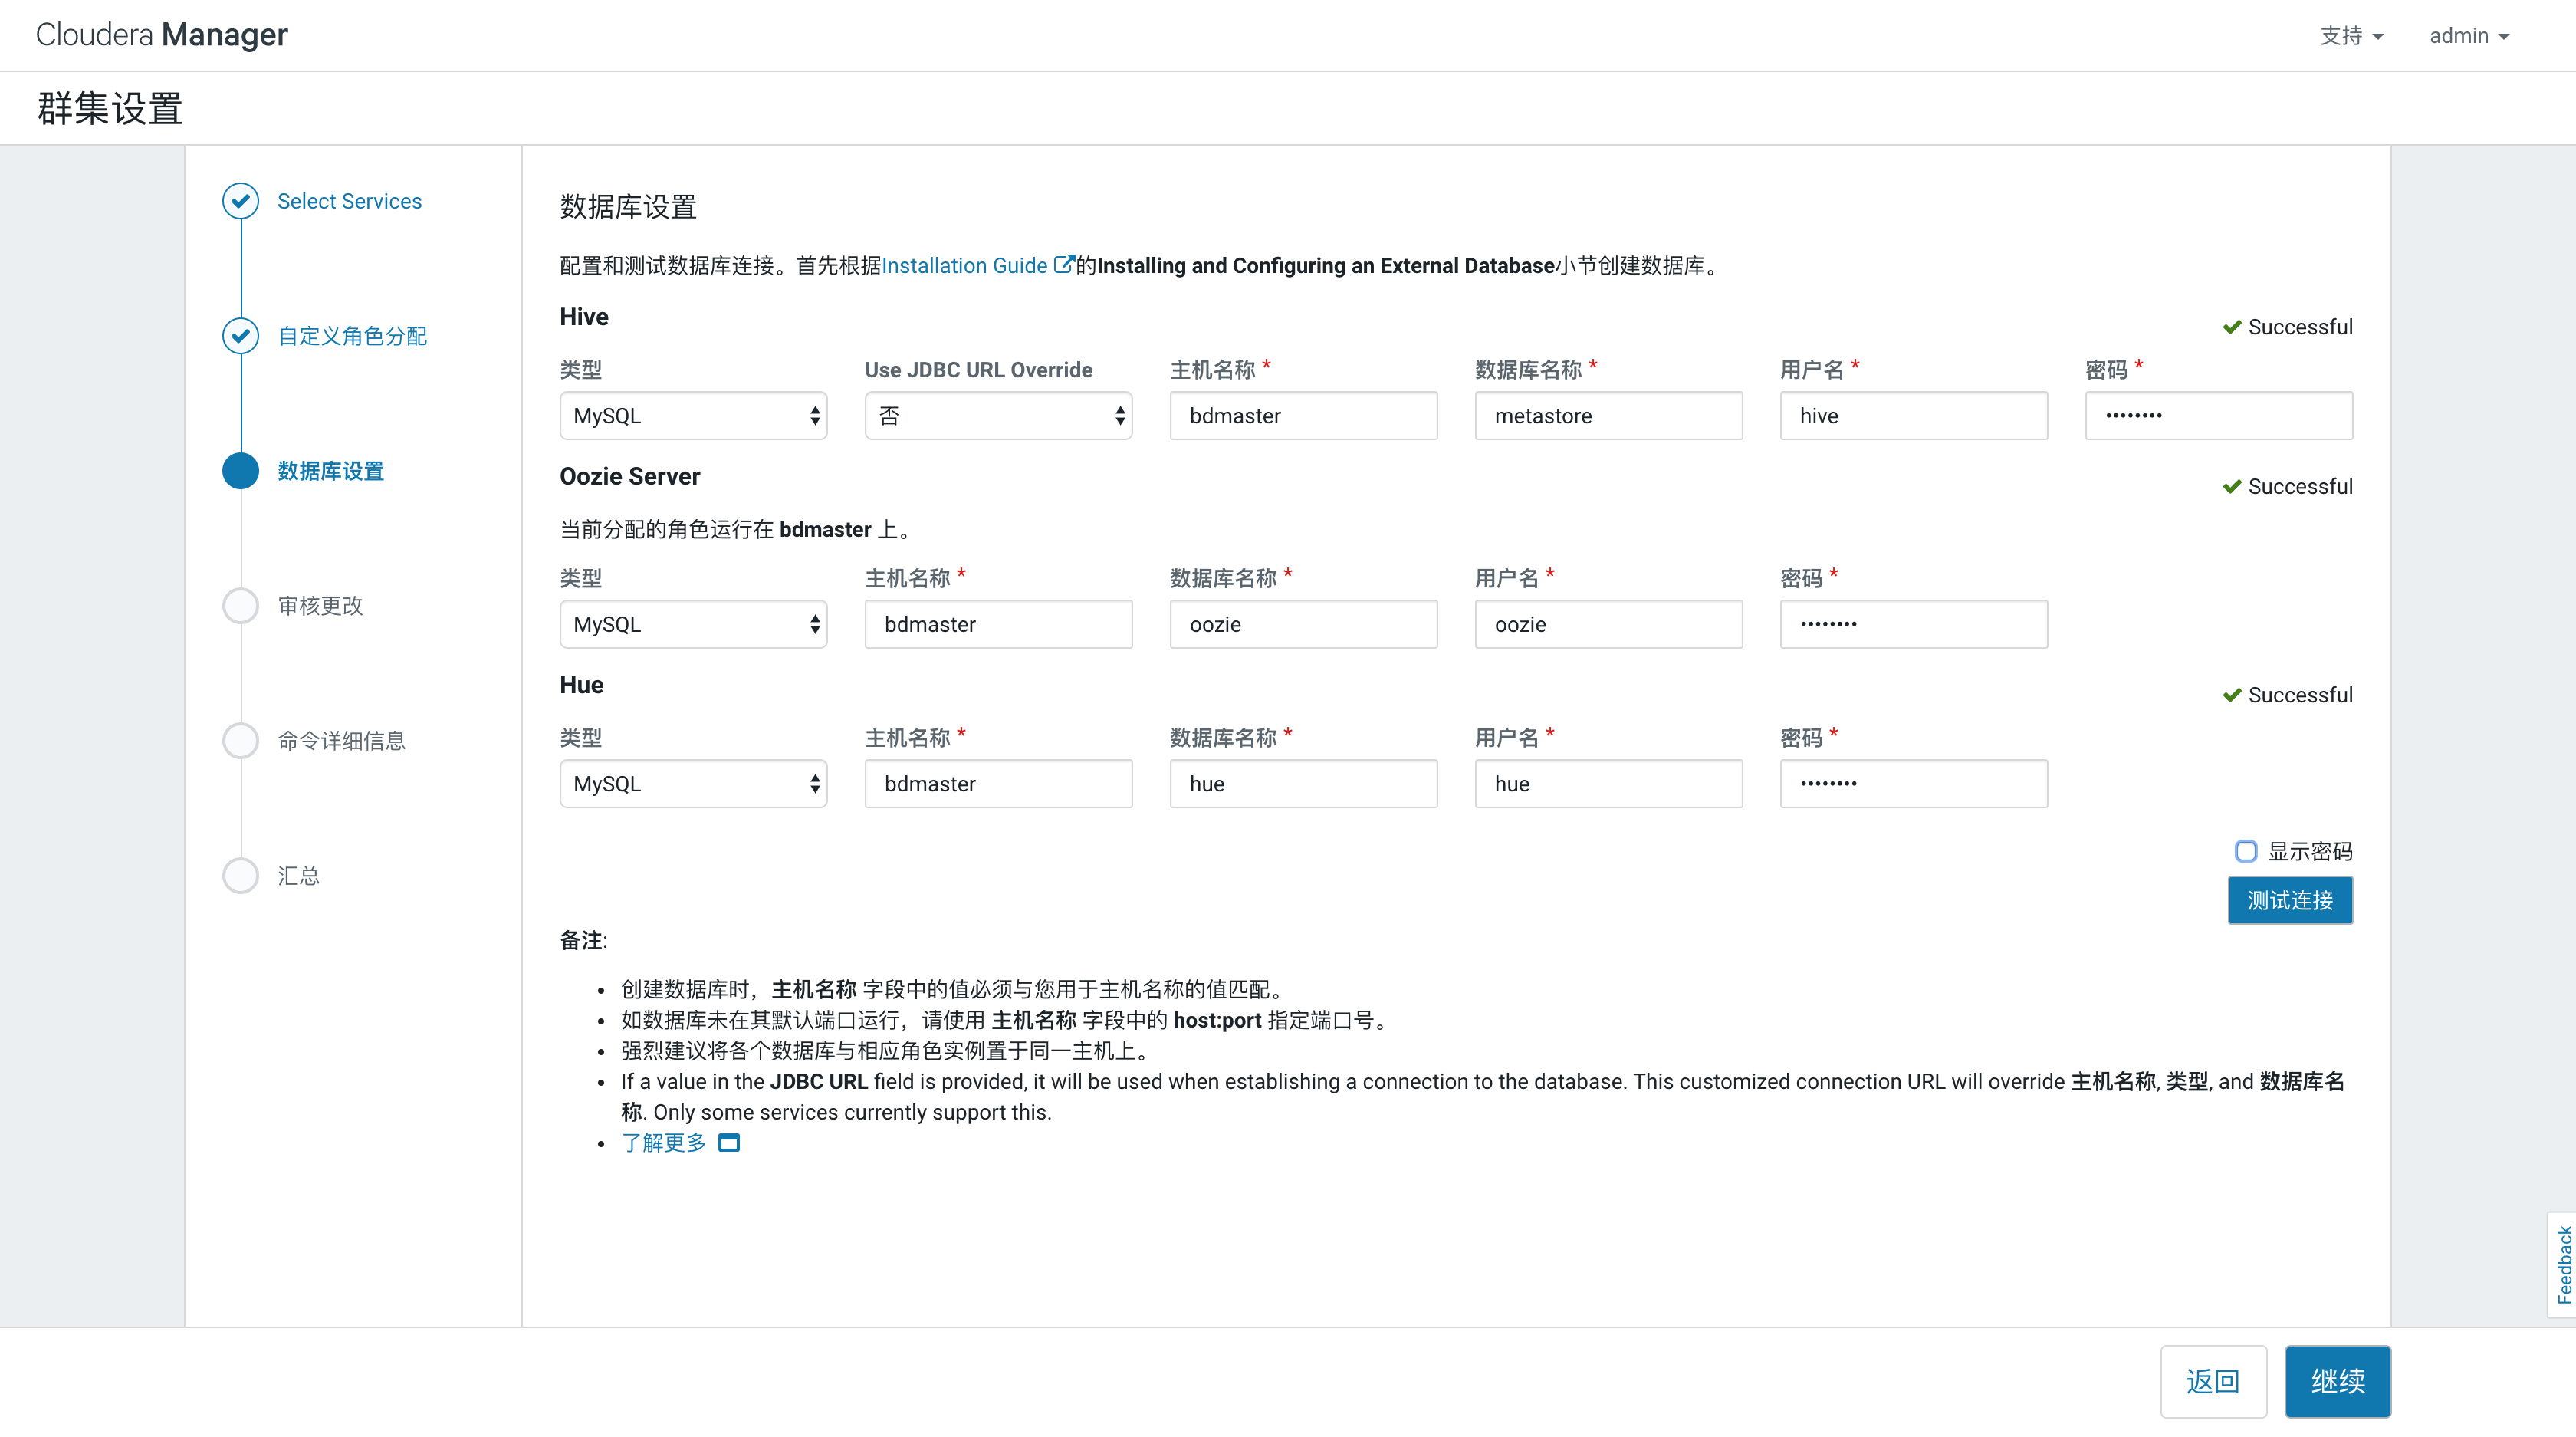 Cloudera Manager
支持
admin
群集设置
Select Services
自定义角色分配
数据库设置
审核更改
命令详细信息
汇总
数据库设置
配置和测试数据库连接。首先根据Installation Guide 的Installing and Configuring an External Database小节创建数据库。
Hive
Successful
类型 Use JDBC URL Override 主机名称 * 数据库名称 * 用户名 * 密码 *
MySQL 否 bdmaster metastore hive ••••••••
Oozie Server
Successful
当前分配的角色运行在 bdmaster 上。
类型 主机名称 * 数据库名称 * 用户名 * 密码 *
MySQL bdmaster oozie oozie ••••••••
Hue
Successful
类型 主机名称 * 数据库名称 * 用户名 * 密码 *
MySQL bdmaster hue hue ••••••••
显示密码
测试连接
备注:
• 创建数据库时，主机名称 字段中的值必须与您用于主机名称的值匹配。
• 如数据库未在其默认端口运行，请使用 主机名称 字段中的 host:port 指定端口号。
• 强烈建议将各个数据库与相应角色实例置于同一主机上。
• If a value in the JDBC URL field is provided, it will be used when establishing a connection to the database. This customized connection URL will override 主机名称, 类型, and 数据库名
称. Only some services currently support this.
• 了解更多
Feedback
返回
继续